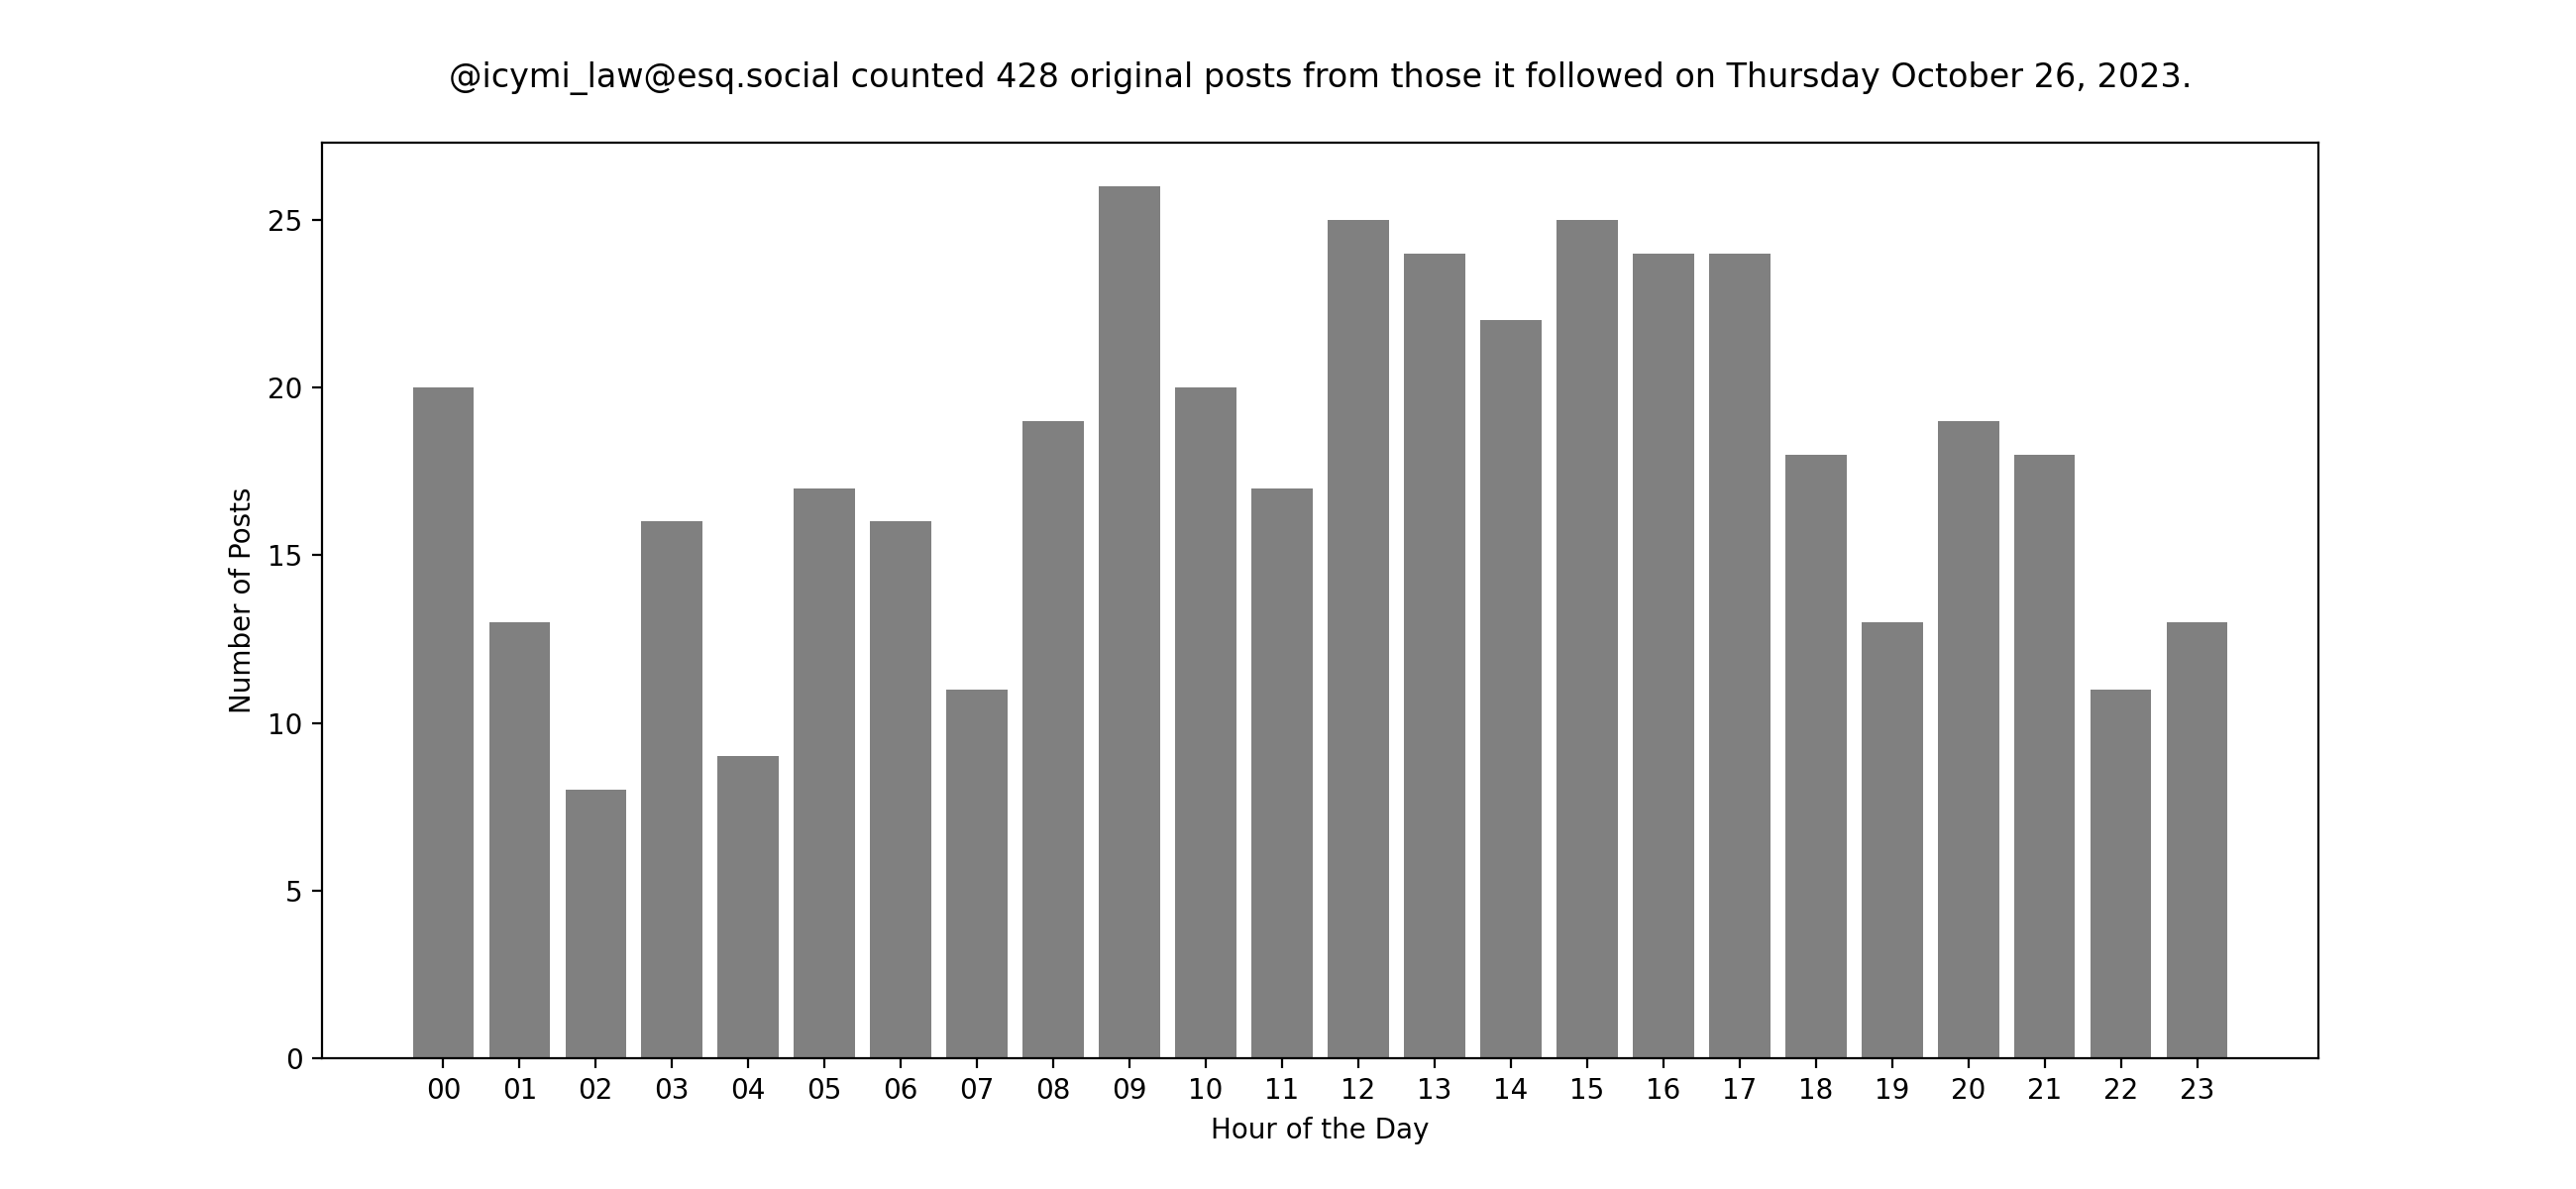 @icymi_law@esq.social counted 428 original posts from those it followed on Thursday October 26, 2023.
25
20
15
10
5
0
Number of Posts
00 01 02 03 04 05 06 07 08 09 10 11 12 13 14 15 16 17 18 19 20 21 22 23
Hour of the Day